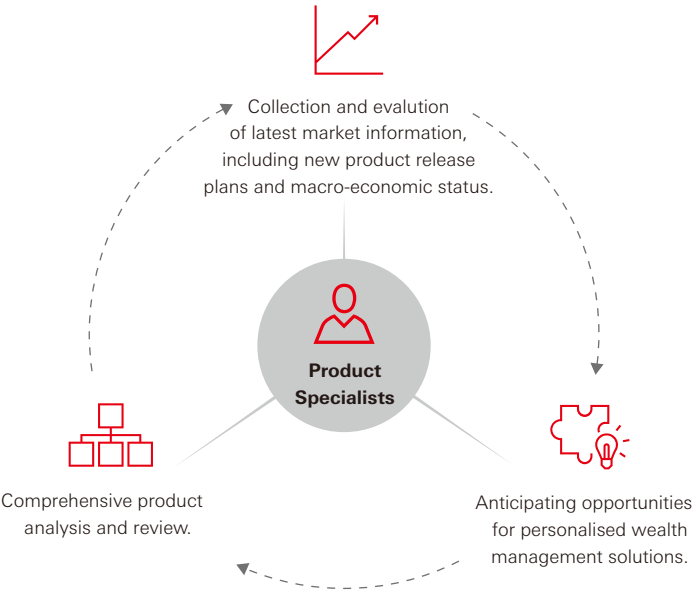 Collection and evalution
of latest market information,
including new product release
plans and macro-economic status.
Product
Specialists
Comprehensive product
analysis and review.
Anticipating opportunities
for personalised wealth
management solutions.